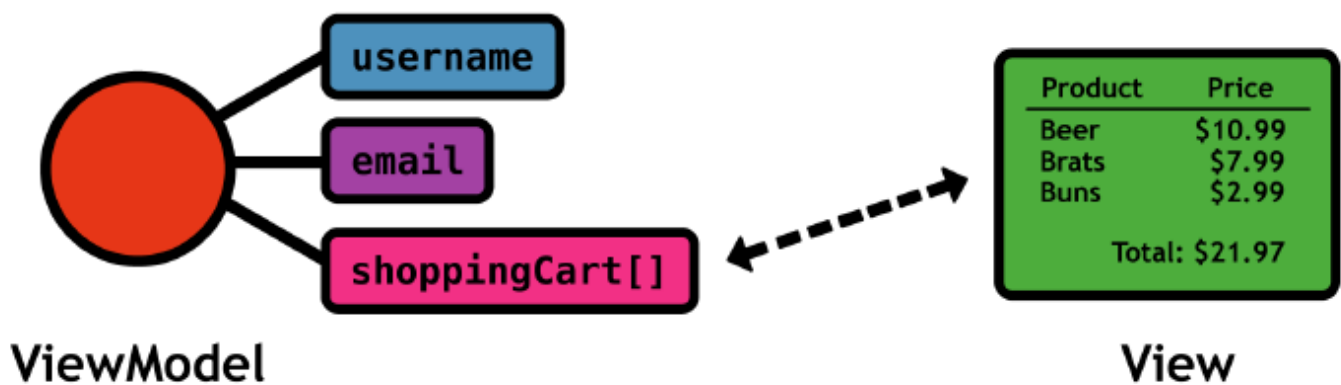 username
email
shoppingCart[]
ViewModel
Product Price
Beer $10.99
Brats $7.99
Buns $2.99
Total: $21.97
View